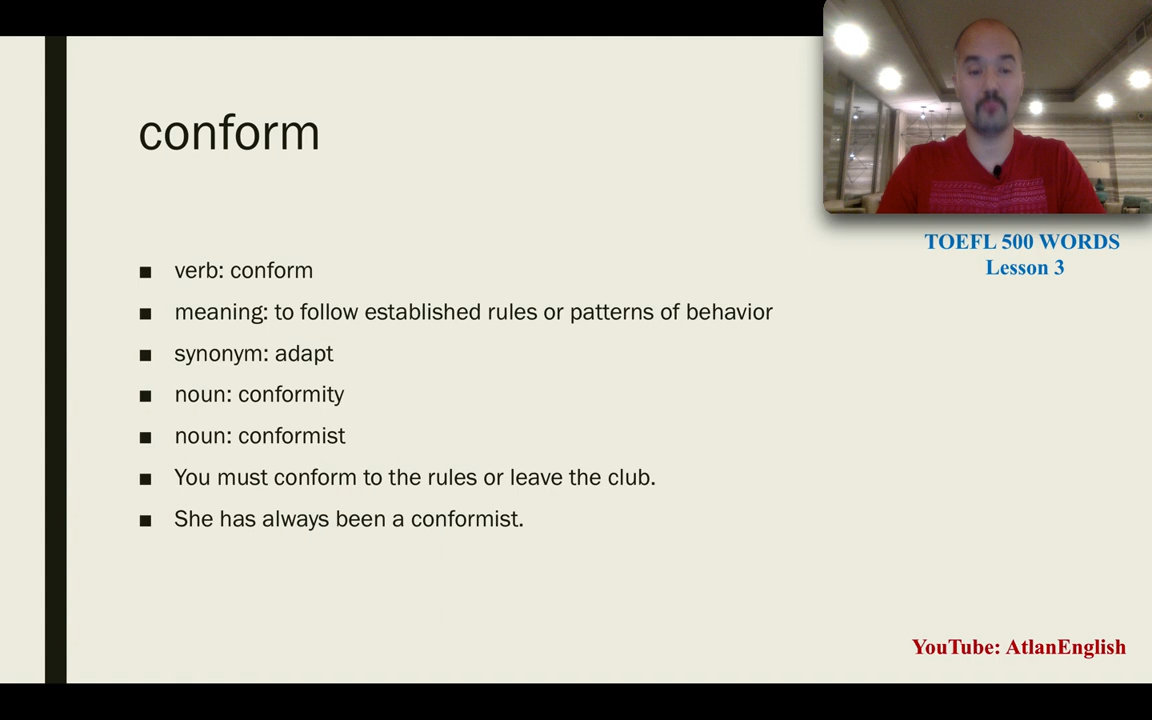 conform
■ verb: conform
■ meaning: to follow established rules or patterns of behavior
■ synonym: adapt
■ noun: conformity
■ noun: conformist
■ You must conform to the rules or leave the club.
■ She has always been a conformist.
TOEFL 500 WORDS
Lesson 3
YouTube: AtlanEnglish